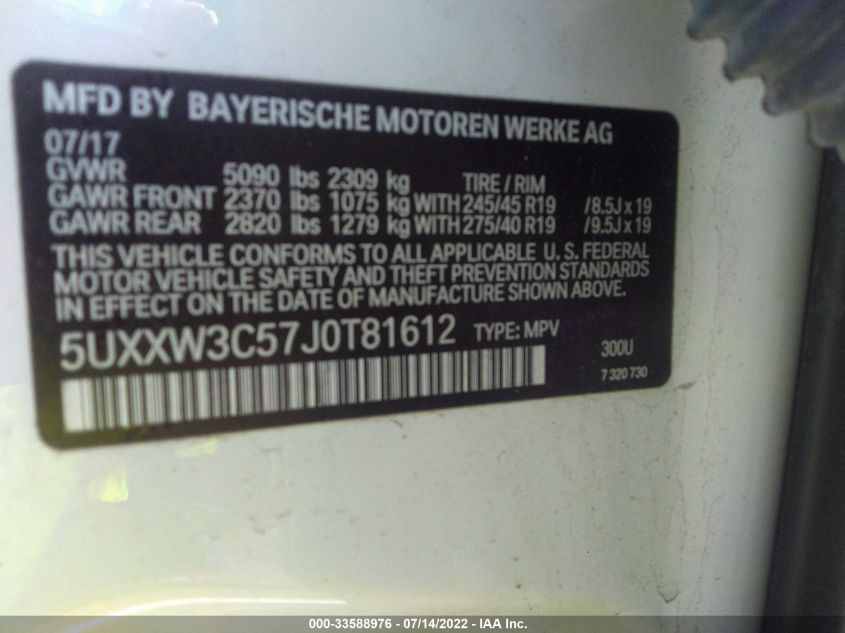 MFD BY BAYERISCHE MOTOREN WERKE AG
07/17
GVWR 5090 lbs 2309 kg TIRE / RIM
GAWR FRONT 2370 lbs 1075 kg WITH 245/45 R19 /8.5J x 19
GAWR REAR 2820 lbs 1279 kg WITH 275/40 R19 /9.5J x 19
THIS VEHICLE CONFORMS TO ALL APPLICABLE U. S. FEDERAL
MOTOR VEHICLE SAFETY AND THEFT PREVENTION STANDARDS
IN EFFECT ON THE DATE OF MANUFACTURE SHOWN ABOVE.
5UXXW3C57J0T81612 TYPE: MPV
300U
7 320 730
000-33588976 - 07/14/2022 - IAA Inc.